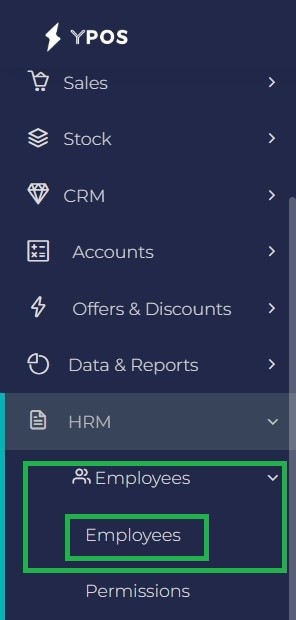 YPOS
Sales
Stock
CRM
Accounts
Offers & Discounts
Data & Reports
HRM
Employees
Employees
Permissions